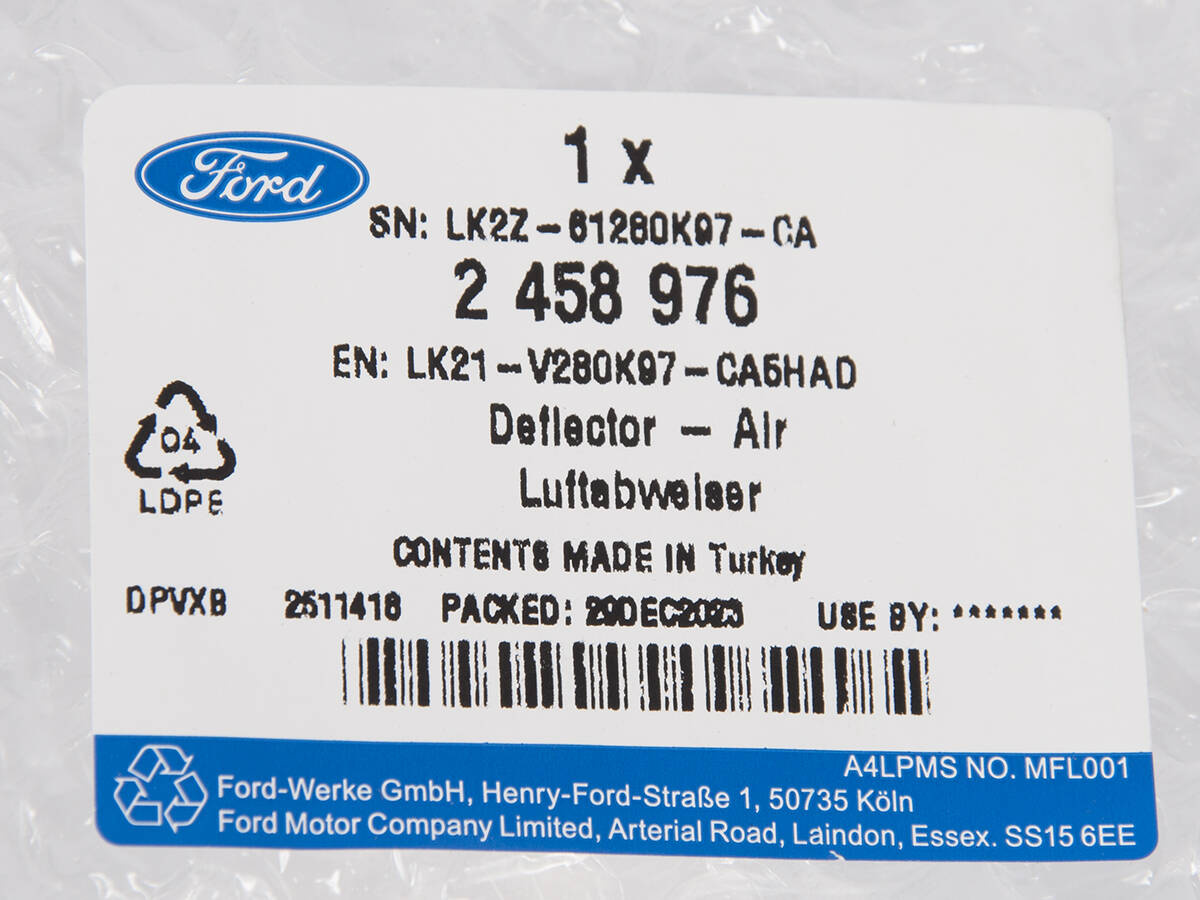 Ford
1 x
SN: LK2Z-61280K97-CA
2 458 976
EN: LK21-V280K97-CA5HAD
Deflector - Air
04
LDPE
Luftabweiser
CONTENTS MADE IN Turkey
DPVXB 2511418 PACKED: 29DEC2023 USE BY: *******
A4LPMS NO. MFL001
Ford-Werke GmbH, Henry-Ford-Straße 1, 50735 Köln
Ford Motor Company Limited, Arterial Road, Laindon, Essex. SS15 6EE